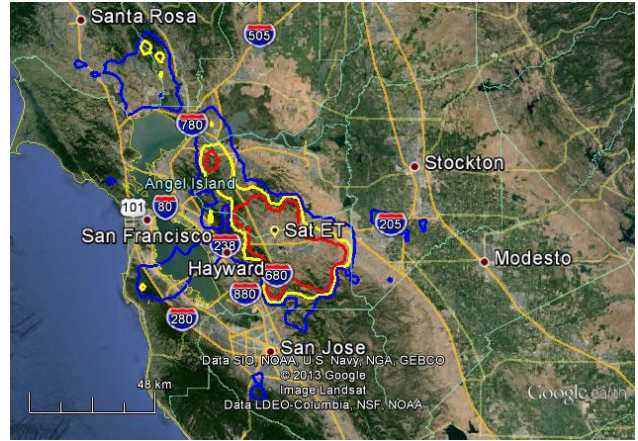 Santa Rosa
505
780
Stockton
Angel Island
101
80
205
San Francisco
Sat ET
238
Modesto
Hayward
680
880
280
San Jose
Data SIO, NOAA, U.S. Navy, NGA, GEBCO
© 2013 Google
48 km
Image Landsat
Google earth
Data LDEO-Columbia, NSF, NOAA